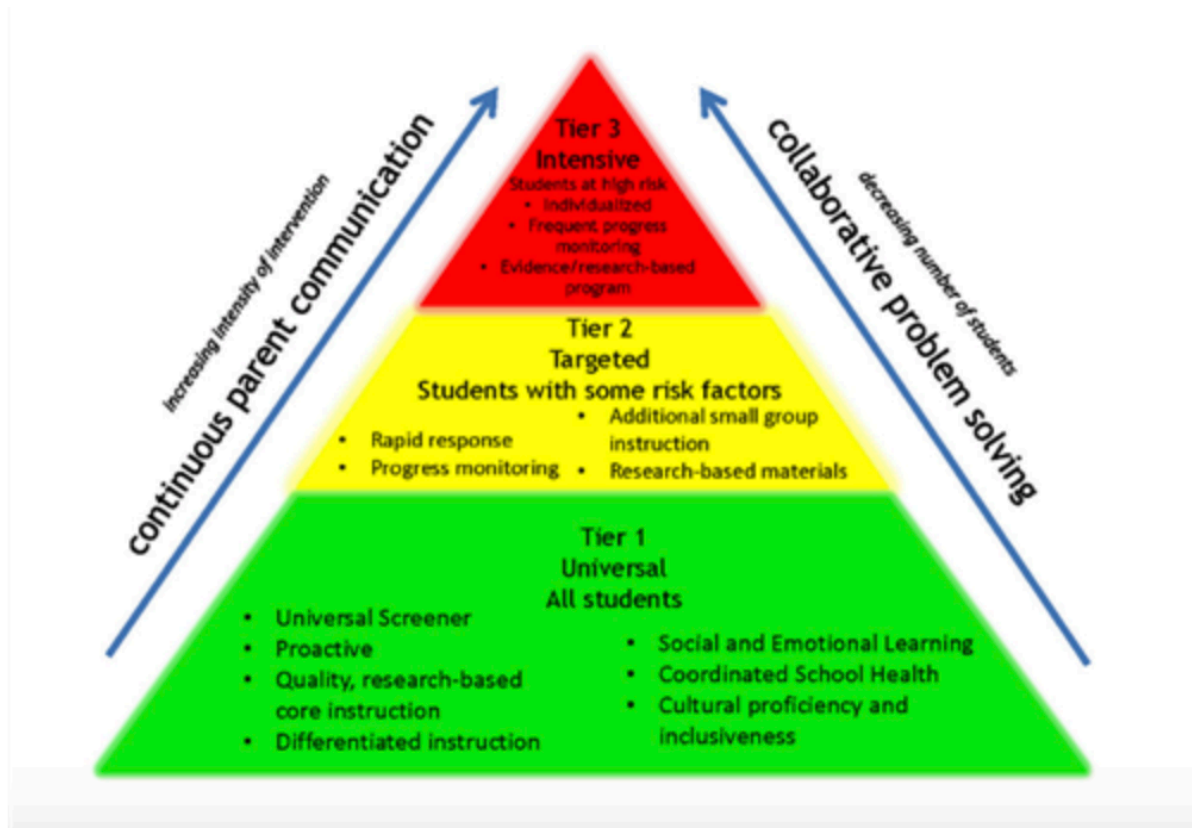 Tier 3
Intensive
Students at high risk
• Individualized
• Frequent progress
monitoring
• Evidence/research-based
program
continuous parent communication
Increasing intensity of intervention
collaborative problem solving
decreasing number of students
Tier 2
Targeted
Students with some risk factors
• Rapid response
• Progress monitoring
• Additional small group
instruction
• Research-based materials
Tier 1
Universal
All students
• Universal Screener
• Proactive
• Quality, research-based
core instruction
• Differentiated instruction
• Social and Emotional Learning
• Coordinated School Health
• Cultural proficiency and
inclusiveness